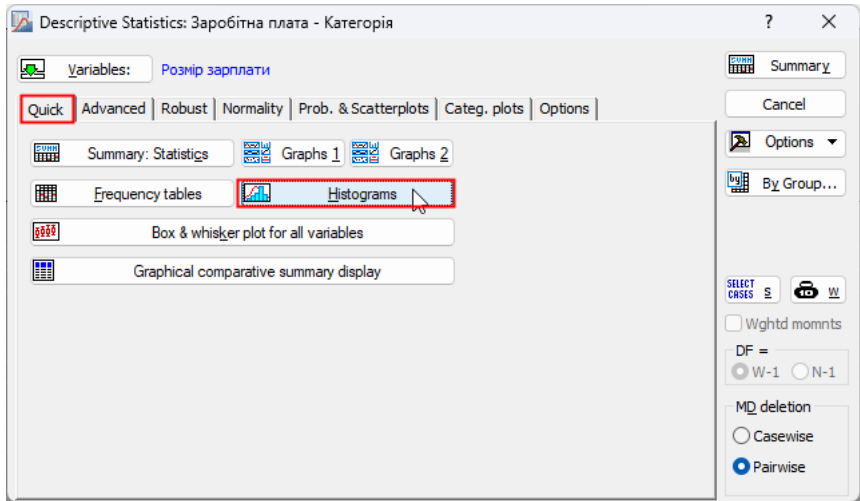 Descriptive Statistics: Заробітна плата - Категорія ? ×
Variables: Розмір зарплати
Quick Advanced Robust Normality Prob. & Scatterplots Categ. plots Options
Summary: Statistics Graphs 1 Graphs 2
Frequency tables Histograms
Box & whisker plot for all variables
Graphical comparative summary display
SUMM Summary
Cancel
Options
By Group...
SELECT CASES S W
Wghtd momnts
DF =
W-1 N-1
MD deletion
Casewise
Pairwise